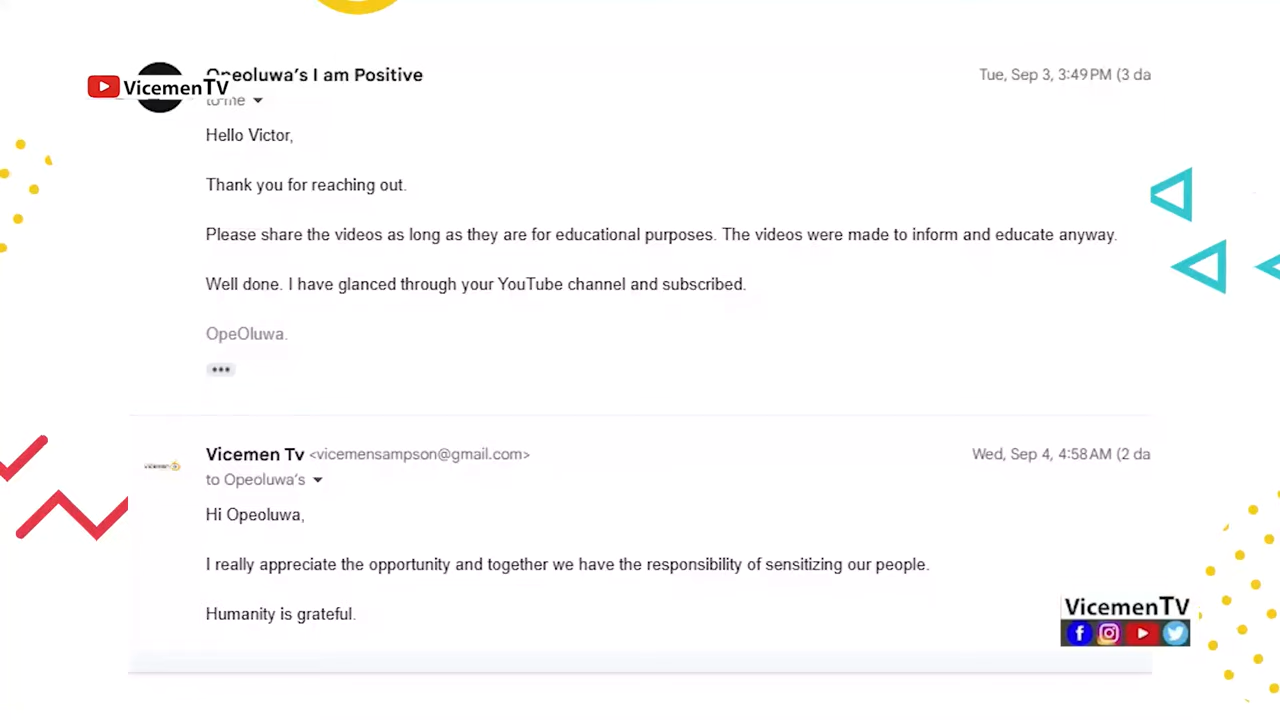 Opeoluwa's I am Positive
Tue, Sep 3, 3:49 PM (3 da
VicemenTV
to me
Hello Victor,
Thank you for reaching out.
Please share the videos as long as they are for educational purposes. The videos were made to inform and educate anyway.
Well done. I have glanced through your YouTube channel and subscribed.
OpeOluwa.
Vicemen Tv <vicemensampson@gmail.com>
Wed, Sep 4, 4:58 AM (2 da
to Opeoluwa's
Hi Opeoluwa,
I really appreciate the opportunity and together we have the responsibility of sensitizing our people.
Humanity is grateful.
VicemenTV